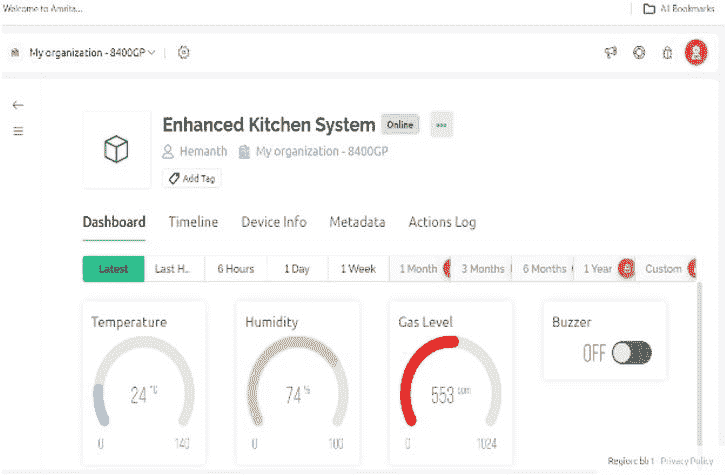 Welcome to Amrita...
All Bookmarks
My organization - 8400GP
Enhanced Kitchen System Online
Hemanth My organization - 8400GP
Add Tag
Dashboard Timeline Device Info Metadata Actions Log
Latest Last H.. 6 Hours 1 Day 1 Week 1 Month 3 Months 6 Months 1 Year Custom
Temperature Humidity Gas Level Buzzer
OFF
24 °C 74 % 553 ppm
0 140 0 100 0 1024
Privacy Policy